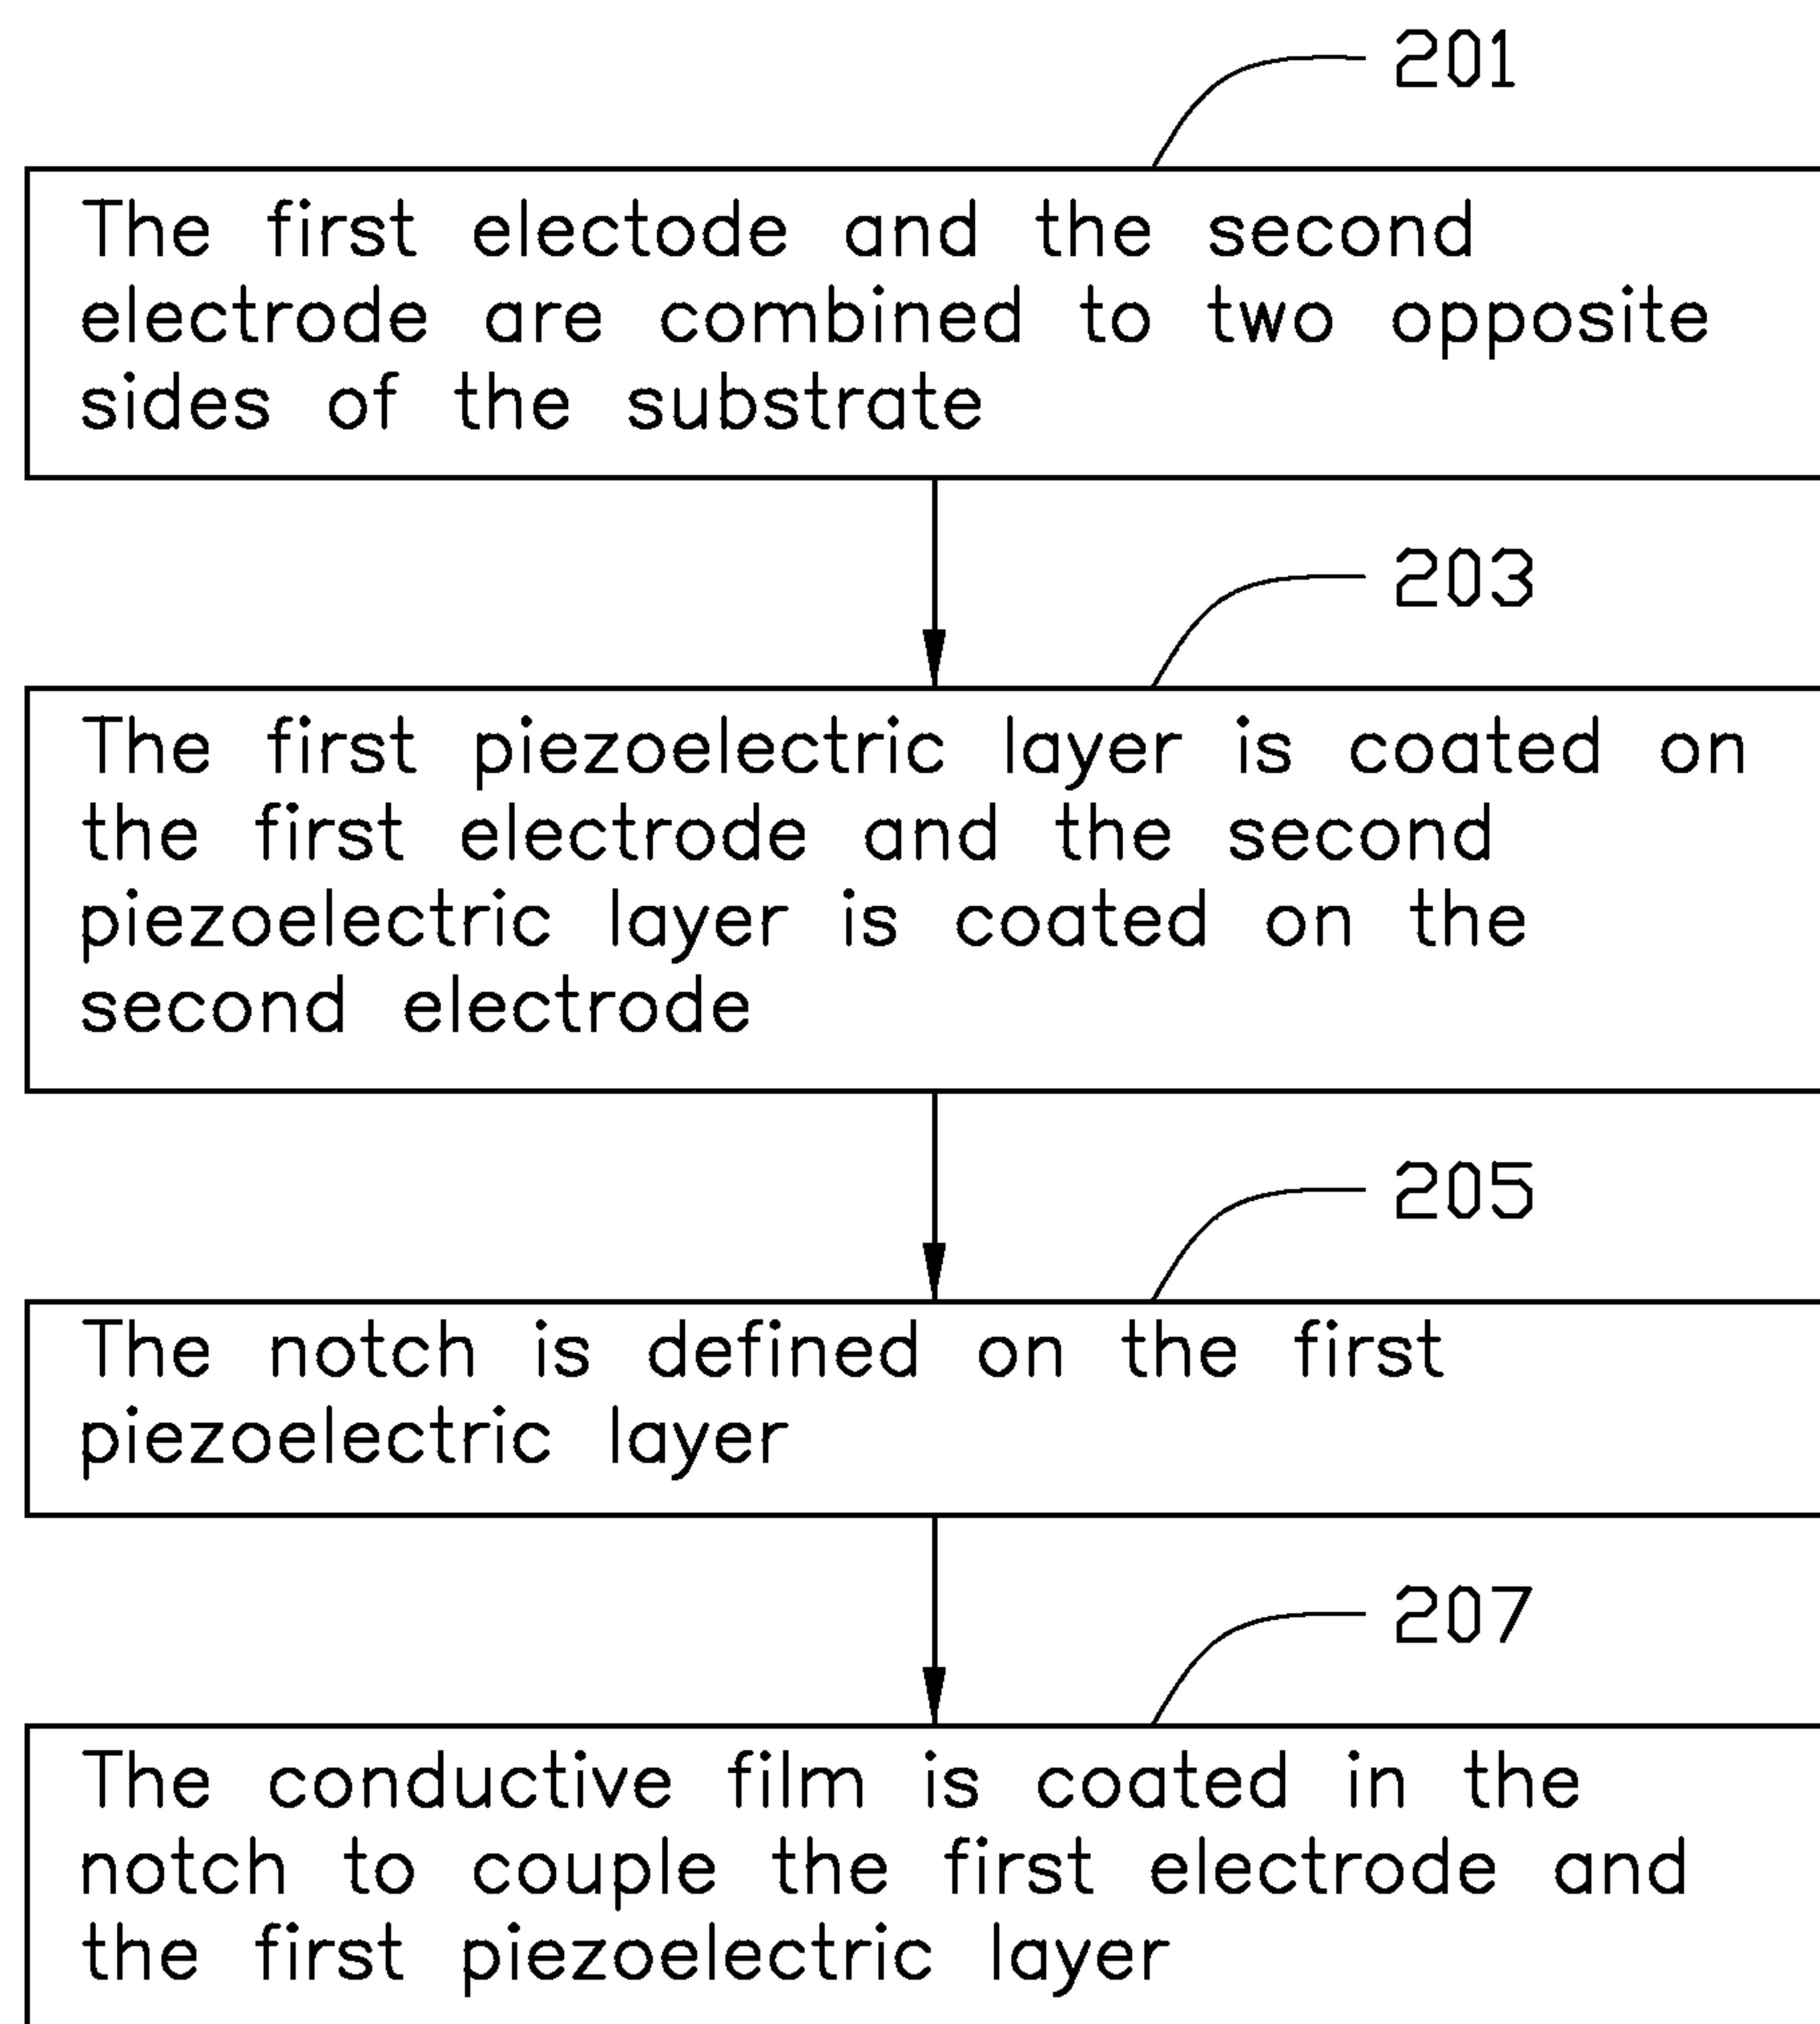 201
The first electode and the second
electrode are combined to two opposite
sides of the substrate
203
The first piezoelectric layer is coated on
the first electrode and the second
piezoelectric layer is coated on the
second electrode
205
The notch is defined on the first
piezoelectric layer
207
The conductive film is coated in the
notch to couple the first electrode and
the first piezoelectric layer